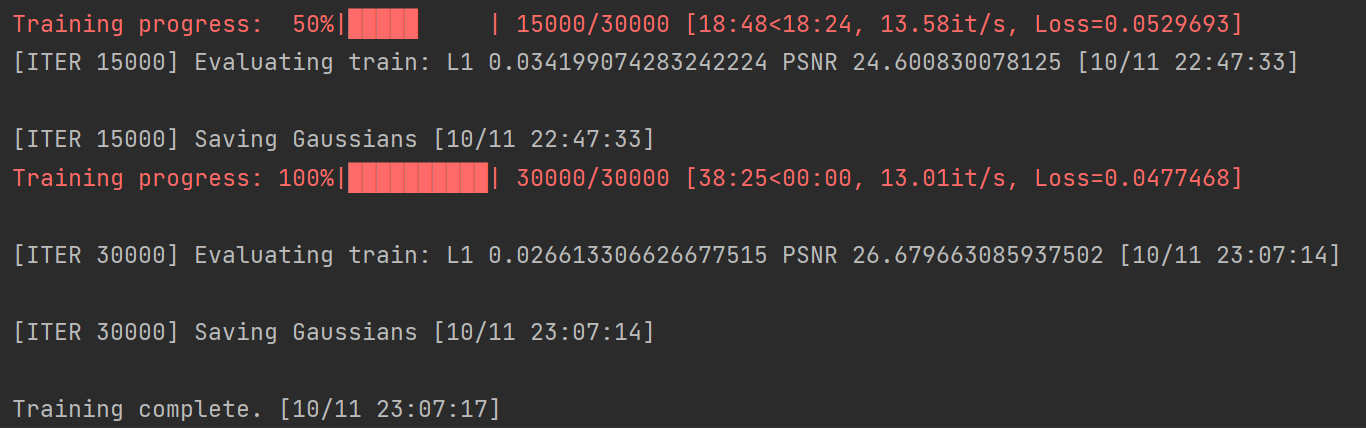 Training progress:  50%|█████     | 15000/30000 [18:48<18:24, 13.58it/s, Loss=0.0529693]
[ITER 15000] Evaluating train: L1 0.034199074283242224 PSNR 24.600830078125 [10/11 22:47:33]
[ITER 15000] Saving Gaussians [10/11 22:47:33]
Training progress: 100%|██████████| 30000/30000 [38:25<00:00, 13.01it/s, Loss=0.0477468]
[ITER 30000] Evaluating train: L1 0.026613306626677515 PSNR 26.679663085937502 [10/11 23:07:14]
[ITER 30000] Saving Gaussians [10/11 23:07:14]
Training complete. [10/11 23:07:17]